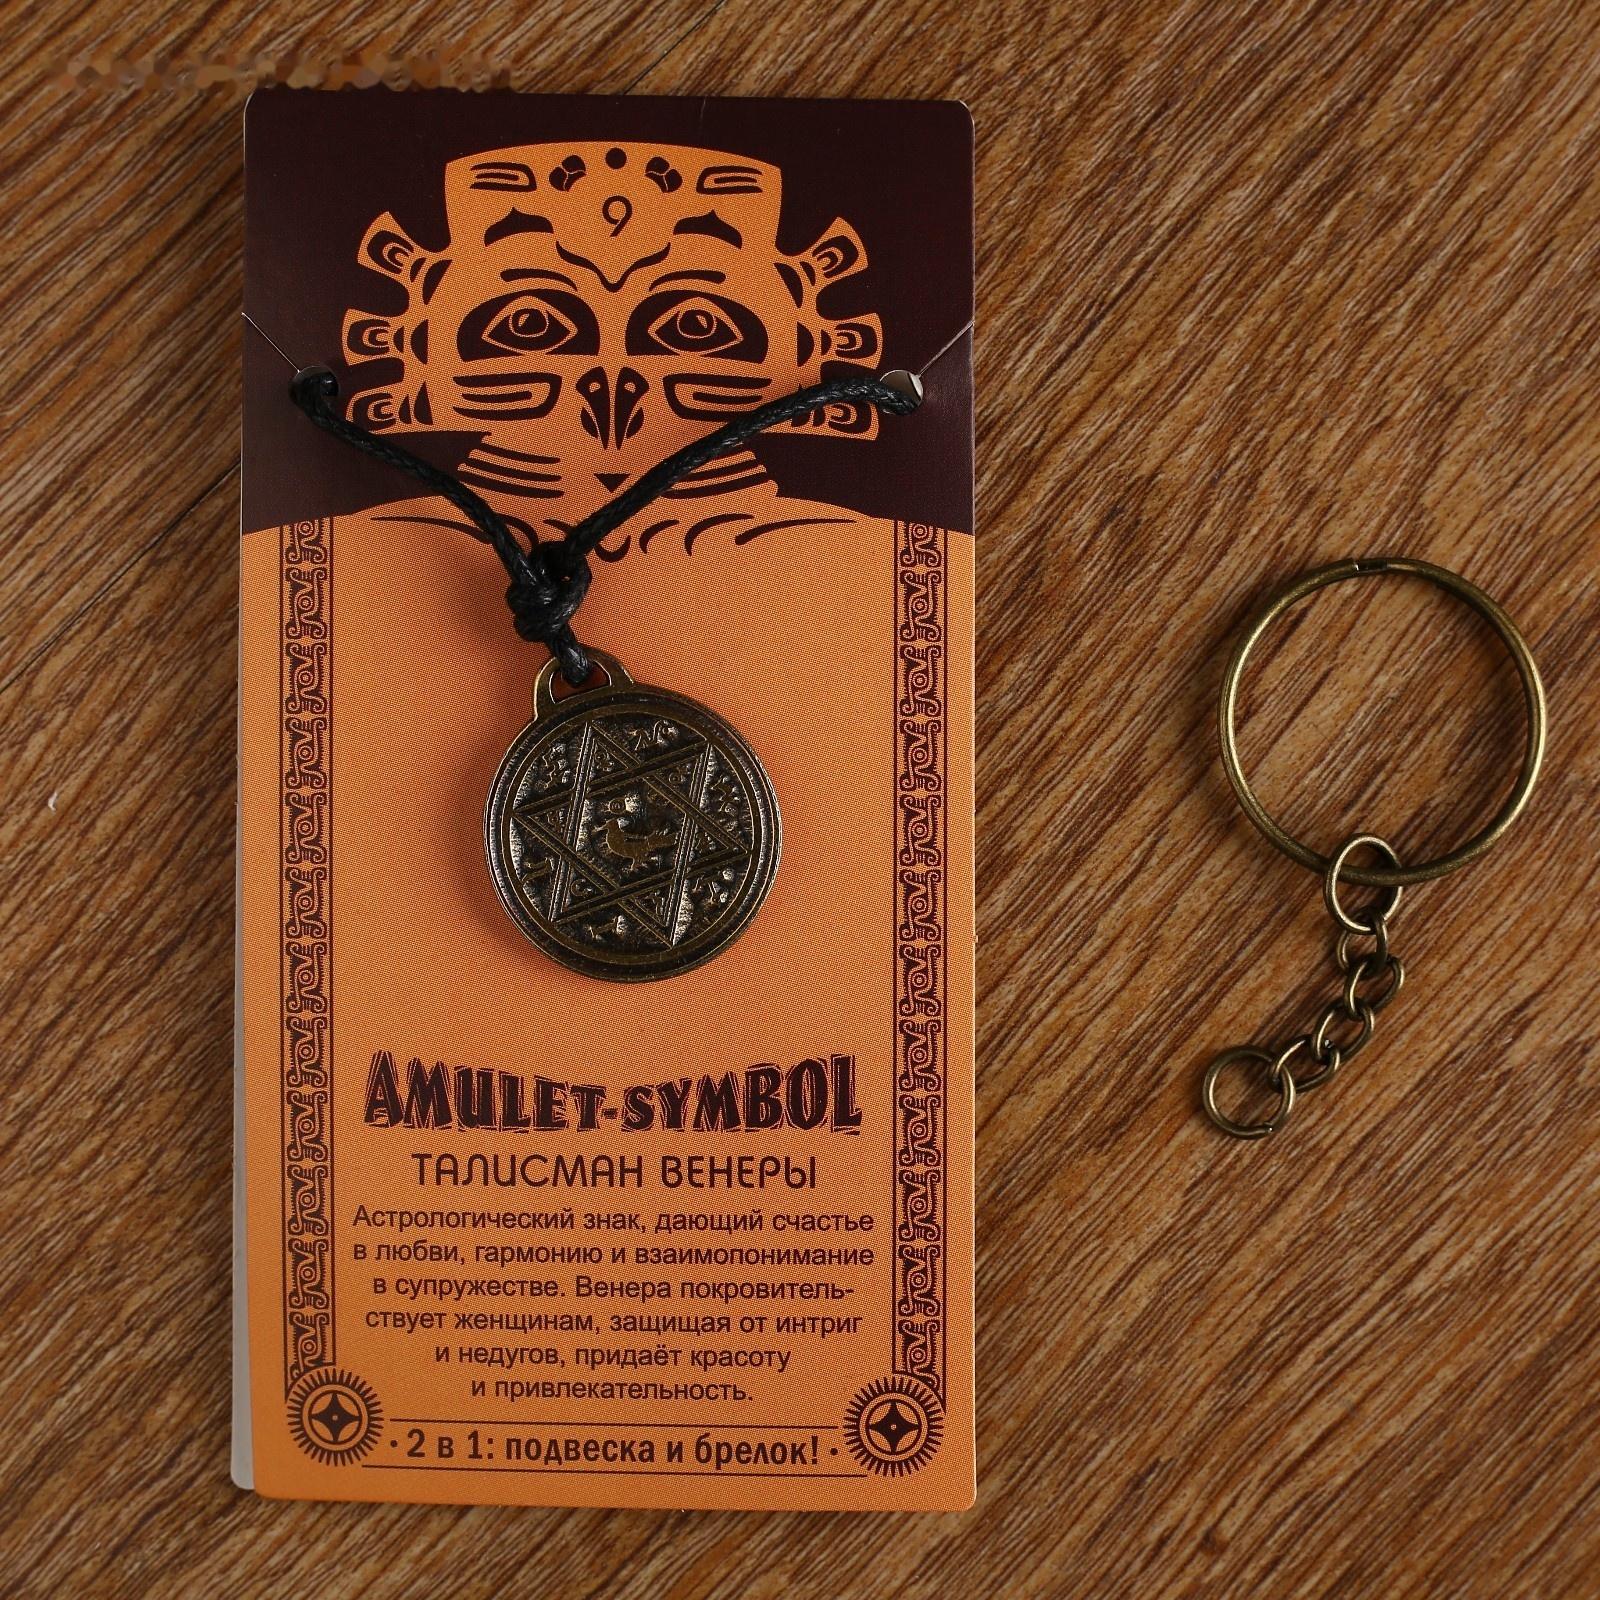 9
AMULET-SYMBOL
ТАЛИСМАН ВЕНЕРЫ
Астрологический знак, дающий счастье
в любви, гармонию и взаимопонимание
в супружестве. Венера покровитель-
ствует женщинам, защищая от интриг
и недугов, придаёт красоту
и привлекательность.
· 2 в 1: подвеска и брелок! ·